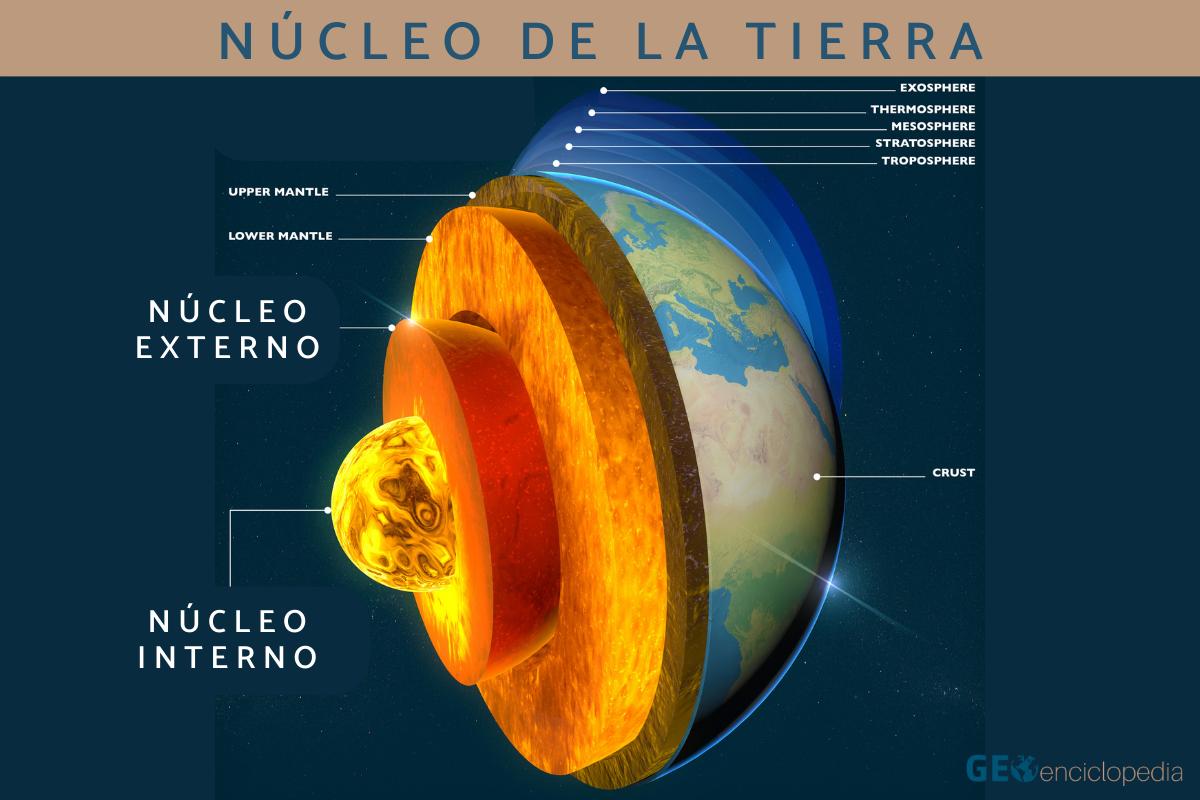 NÚCLEO DE LA TIERRA
EXOSPHERE
THERMOSPHERE
MESOSPHERE
STRATOSPHERE
TROPOSPHERE
UPPER MANTLE
LOWER MANTLE
NÚCLEO
EXTERNO
CRUST
NÚCLEO
INTERNO
GEOenciclopedia